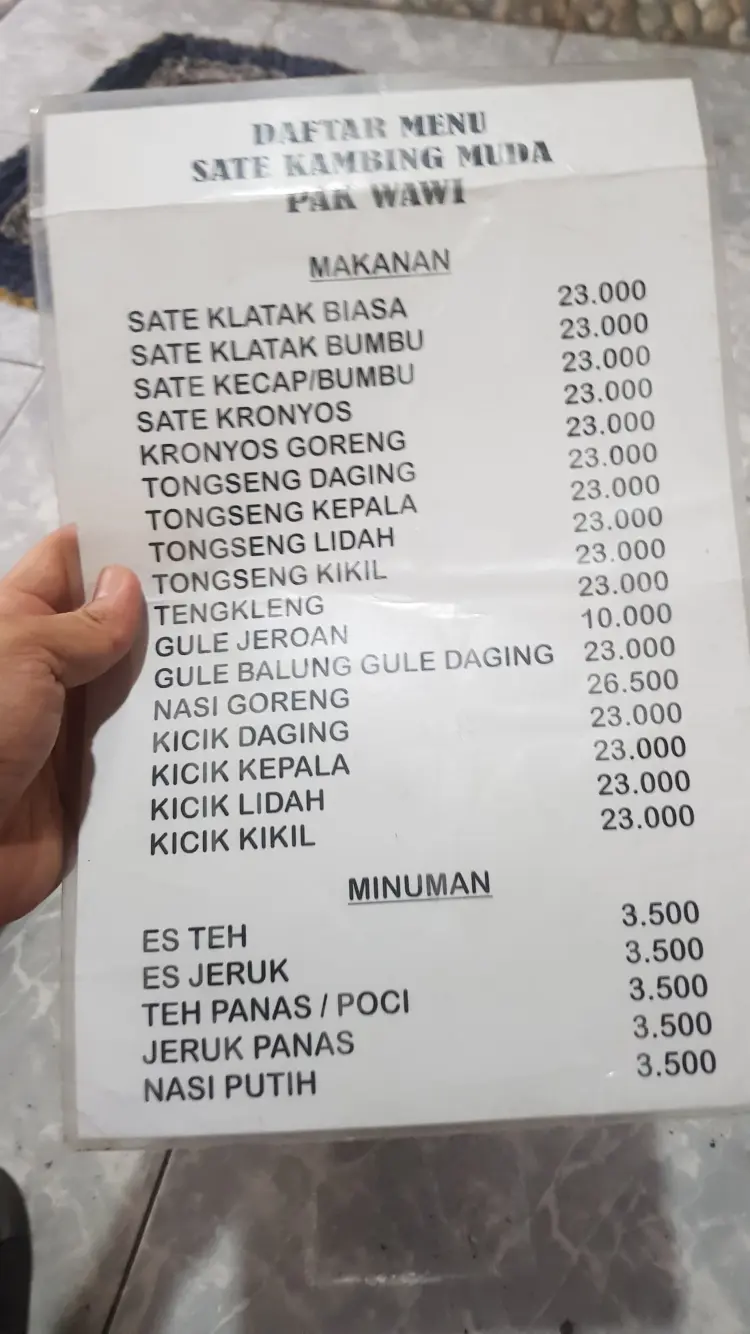 DAFTAR MENU
SATE KAMBING MUDA
PAK WAWI
MAKANAN
SATE KLATAK BIASA 23.000
SATE KLATAK BUMBU 23.000
SATE KECAP/BUMBU 23.000
SATE KRONYOS 23.000
KRONYOS GORENG 23.000
TONGSENG DAGING 23.000
TONGSENG KEPALA 23.000
TONGSENG LIDAH 23.000
TONGSENG KIKIL 23.000
TENGKLENG 23.000
GULE JEROAN 10.000
GULE BALUNG GULE DAGING 23.000
NASI GORENG 26.500
KICIK DAGING 23.000
KICIK KEPALA 23.000
KICIK LIDAH 23.000
KICIK KIKIL 23.000
MINUMAN
ES TEH 3.500
ES JERUK 3.500
TEH PANAS / POCI 3.500
JERUK PANAS 3.500
NASI PUTIH 3.500